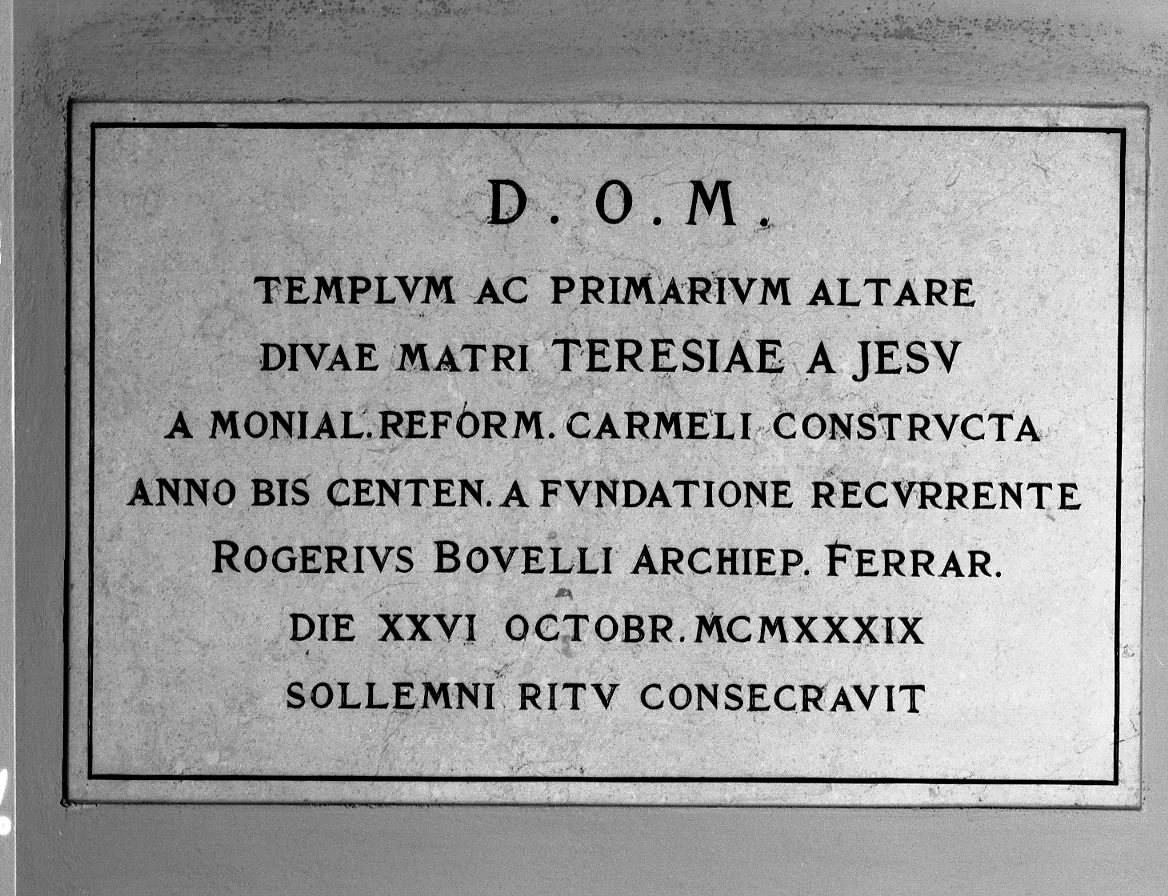 D. O. M.
TEMPLVM AC PRIMARIVM ALTARE
DIVAE MATRI TERESIAE A JESV
A MONIAL. REFORM. CARMELI CONSTRVCTA
ANNO BIS CENTEN. A FVNDATIONE RECVRRENTE
ROGERIVS BOVELLI ARCHIEP. FERRAR.
DIE XXVI OCTOBR. MCMXXXIX
SOLLEMNI RITV CONSECRAVIT